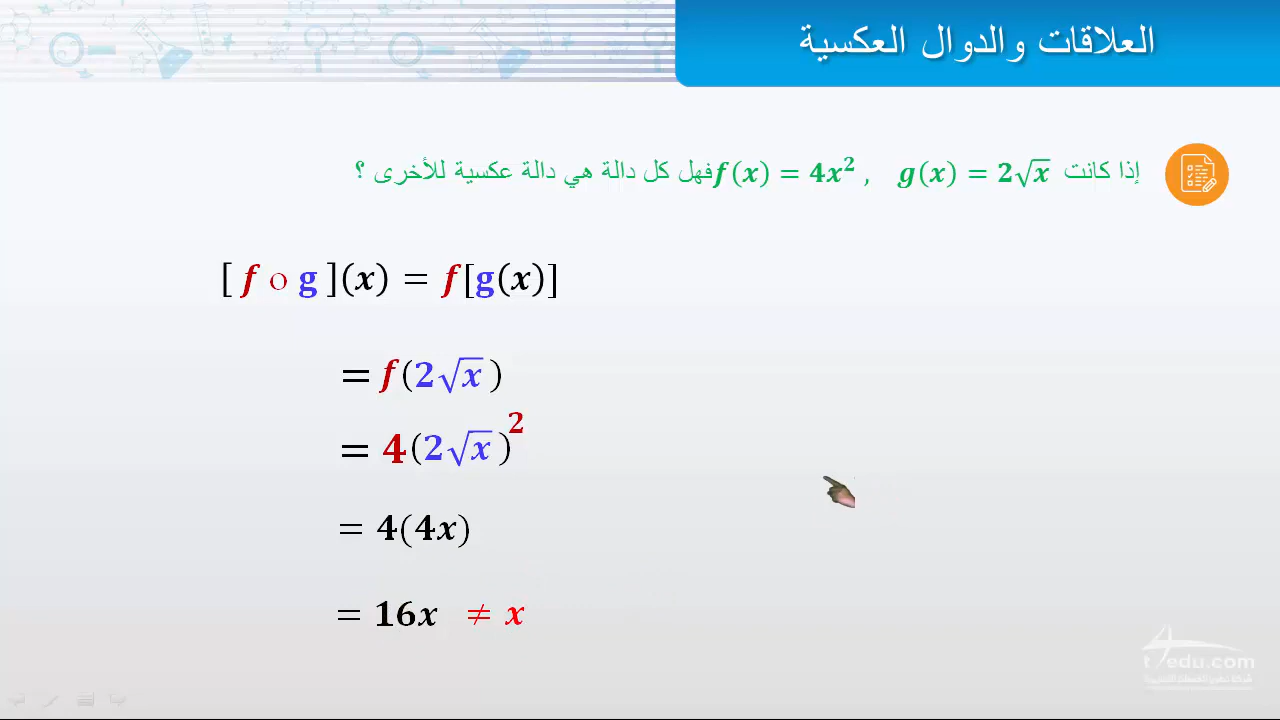 العلاقات والدوال العكسية
إذا كانت g(x) = 2√x , f(x) = 4x² فهل كل دالة هي دالة عكسية للأخرى ؟
[ f o g ](x) = f[g(x)]
= f(2√x )
= 4(2√x )²
= 4(4x)
= 16x ≠ x
t4edu.com